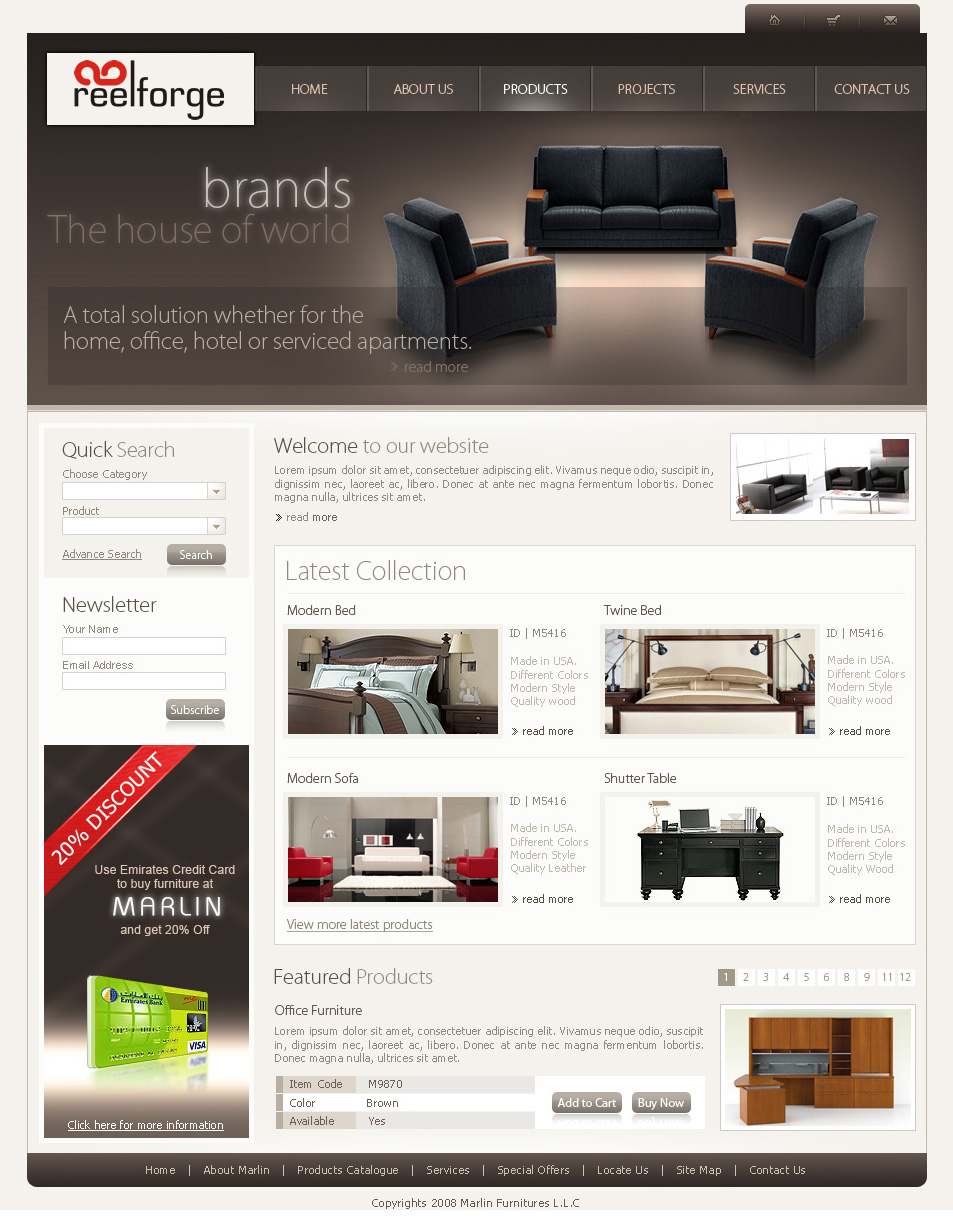 reelforge
HOME
ABOUT US
PRODUCTS
PROJECTS
SERVICES
CONTACT US
brands
The house of world
A total solution whether for the
home, office, hotel or serviced apartments.
read more
Quick Search
Choose Category
Product
Advance Search
Search
Newsletter
Your Name
Email Address
Subscribe
20% DISCOUNT
Use Emirates Credit Card
to buy furniture at
MARLIN
and get 20% Off
Emirates Bank
VISA
Click here for more information
Welcome to our website
Lorem ipsum dolor sit amet, consectetuer adipiscing elit. Vivamus neque odio, suscipit in,
dignissim nec, laoreet ac, libero. Donec at ante nec magna fermentum lobortis. Donec
magna nulla, ultrices sit amet.
read more
Latest Collection
Modern Bed
ID | M5416
Made in USA.
Different Colors
Modern Style
Quality wood
read more
Twine Bed
ID | M5416
Made in USA.
Different Colors
Modern Style
Quality wood
read more
Modern Sofa
ID | M5416
Made in USA.
Different Colors
Modern Style
Quality Leather
read more
Shutter Table
ID | M5416
Made in USA.
Different Colors
Modern Style
Quality Wood
read more
View more latest products
Featured Products
1 2 3 4 5 6 7 8 9 11 12
Office Furniture
Lorem ipsum dolor sit amet, consectetuer adipiscing elit. Vivamus neque odio, suscipit
in, dignissim nec, laoreet ac, libero. Donec at ante nec magna fermentum lobortis.
Donec magna nulla, ultrices sit amet.
Item Code M9870
Color Brown
Available Yes
Add to Cart
Buy Now
Home | About Marlin | Products Catalogue | Services | Special Offers | Locate Us | Site Map | Contact Us
Copyrights 2008 Marlin Furnitures L.L.C